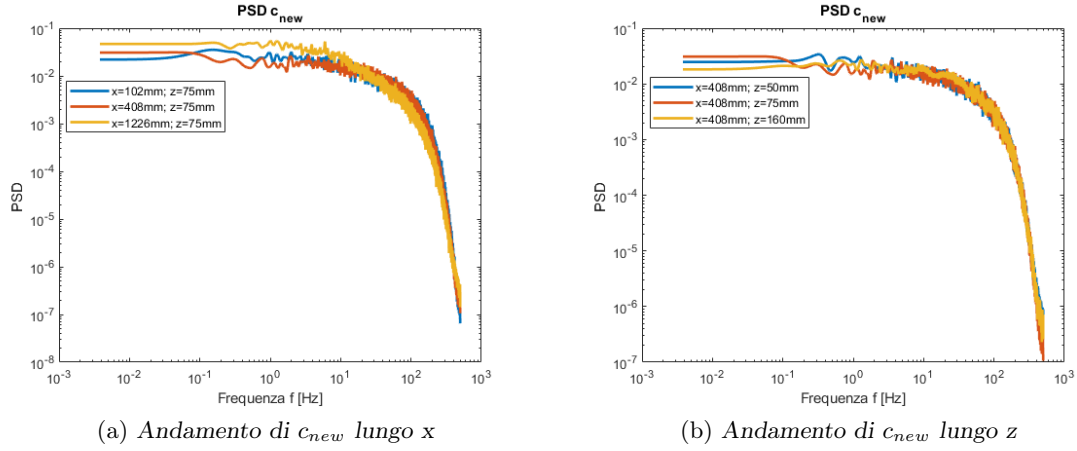 PSD c_new
10^-1
10^-2
10^-3
10^-4
10^-5
10^-6
10^-7
10^-8
PSD
x=102mm; z=75mm
x=408mm; z=75mm
x=1226mm; z=75mm
10^-3 10^-2 10^-1 10^0 10^1 10^2 10^3
Frequenza f [Hz]
(a) Andamento di c_new lungo x
PSD c_new
10^0
10^-1
10^-2
10^-3
10^-4
10^-5
10^-6
10^-7
PSD
x=408mm; z=50mm
x=408mm; z=75mm
x=408mm; z=160mm
10^-3 10^-2 10^-1 10^0 10^1 10^2 10^3
Frequenza f [Hz]
(b) Andamento di c_new lungo z